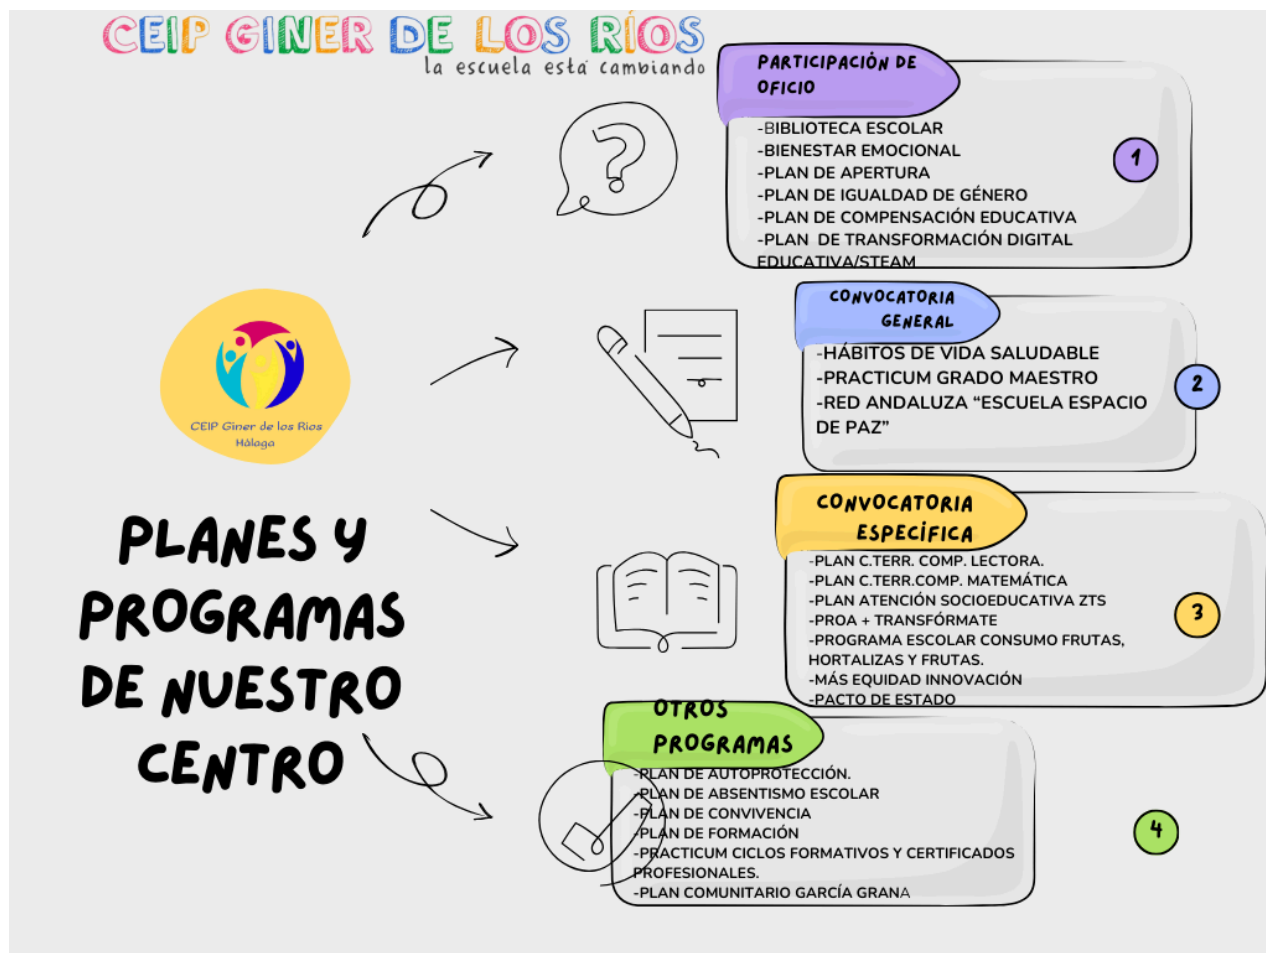 CEIP GINER DE LOS RÍOS
la escuela está cambiando
CEIP Giner de los Rios
Málaga
PLANES Y
PROGRAMAS
DE NUESTRO
CENTRO
PARTICIPACIÓN DE
OFICIO
-BIBLIOTECA ESCOLAR
-BIENESTAR EMOCIONAL
-PLAN DE APERTURA
-PLAN DE IGUALDAD DE GÉNERO
-PLAN DE COMPENSACIÓN EDUCATIVA
-PLAN DE TRANSFORMACIÓN DIGITAL
EDUCATIVA/STEAM
1
CONVOCATORIA
GENERAL
-HÁBITOS DE VIDA SALUDABLE
-PRACTICUM GRADO MAESTRO
-RED ANDALUZA “ESCUELA ESPACIO
DE PAZ”
2
CONVOCATORIA
ESPECÍFICA
-PLAN C.TERR. COMP. LECTORA.
-PLAN C.TERR.COMP. MATEMÁTICA
-PLAN ATENCIÓN SOCIOEDUCATIVA ZTS
-PROA + TRANSFÓRMATE
-PROGRAMA ESCOLAR CONSUMO FRUTAS,
HORTALIZAS Y FRUTAS.
-MÁS EQUIDAD INNOVACIÓN
-PACTO DE ESTADO
3
OTROS
PROGRAMAS
-PLAN DE AUTOPROTECCIÓN.
-PLAN DE ABSENTISMO ESCOLAR
-PLAN DE CONVIVENCIA
-PLAN DE FORMACIÓN
-PRACTICUM CICLOS FORMATIVOS Y CERTIFICADOS
PROFESIONALES.
-PLAN COMUNITARIO GARCÍA GRANA
4